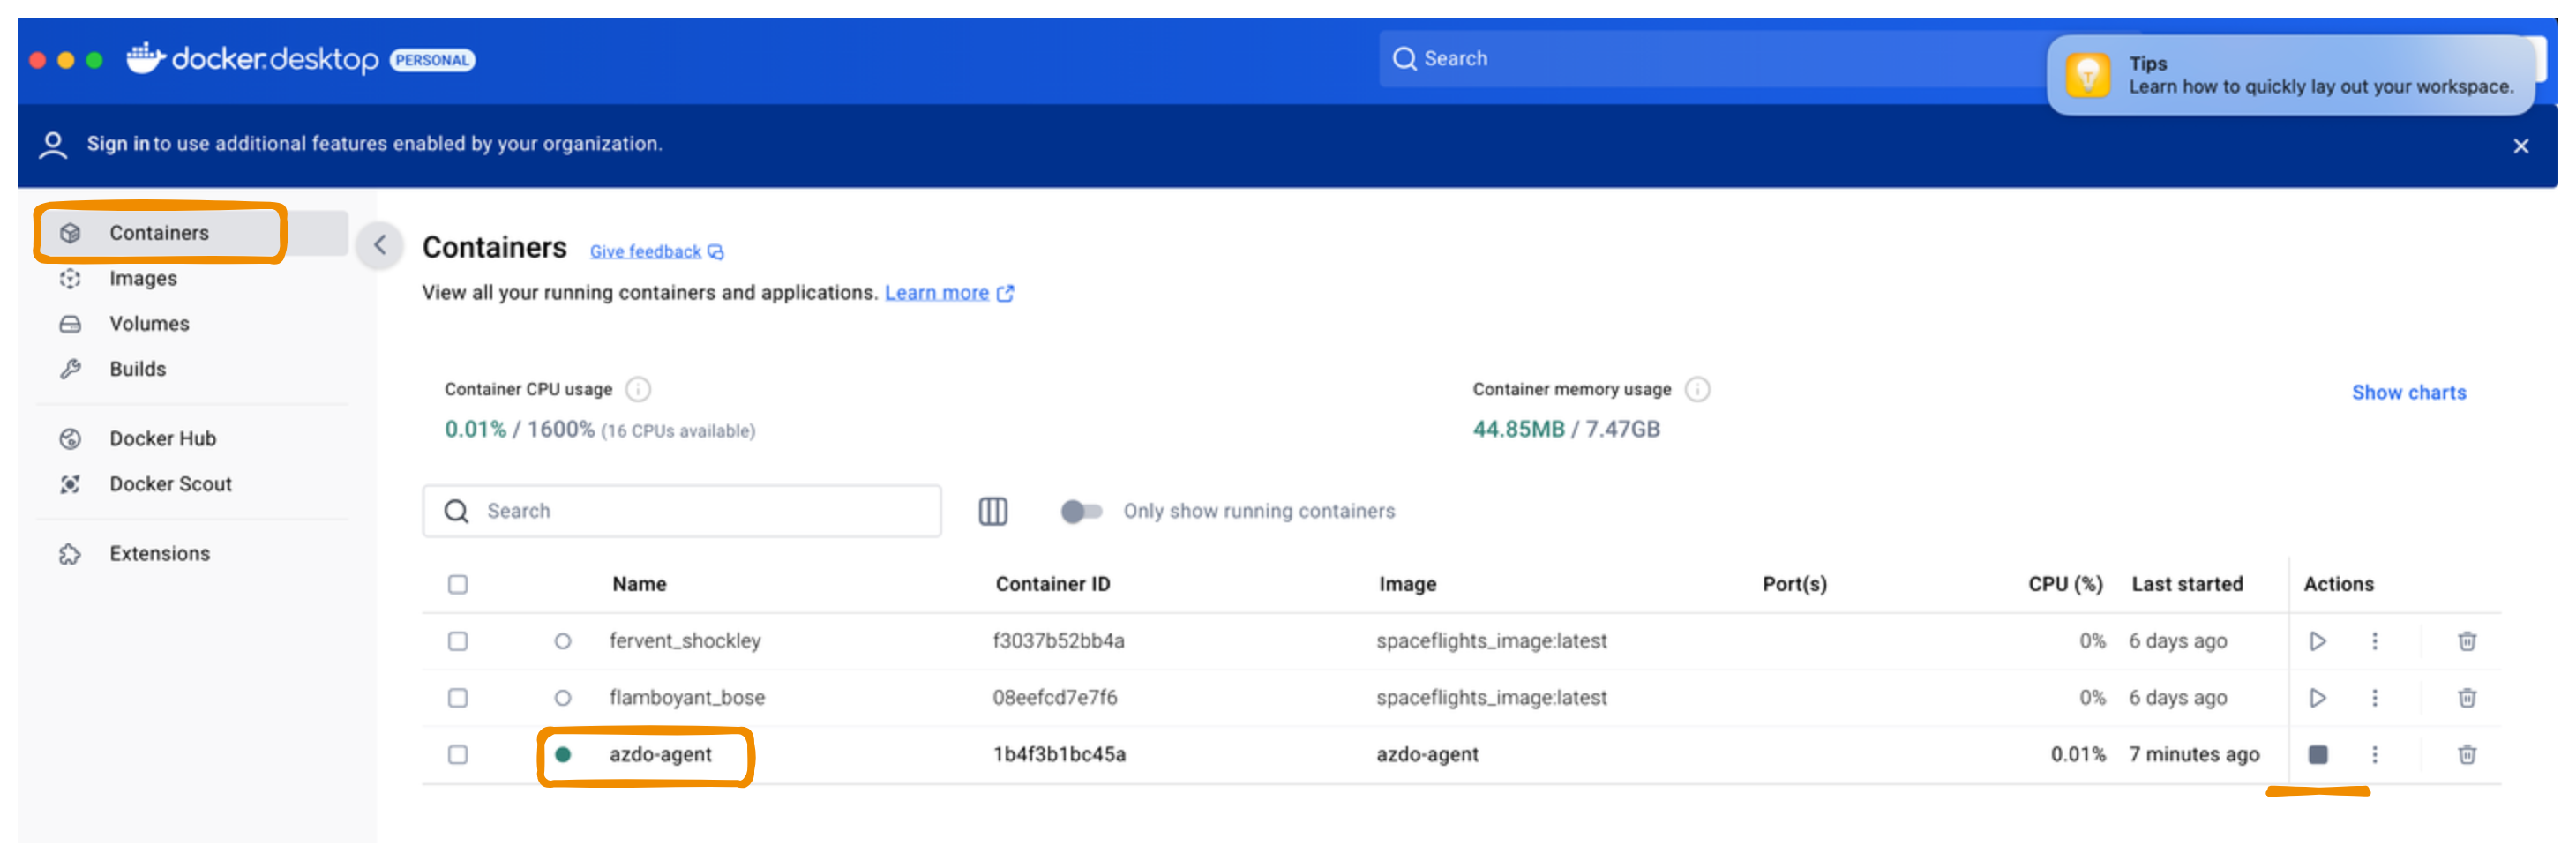 docker.desktop PERSONAL
Search
Tips
Learn how to quickly lay out your workspace.
Sign in to use additional features enabled by your organization.
Containers
Images
Volumes
Builds
Docker Hub
Docker Scout
Extensions
Containers Give feedback
View all your running containers and applications. Learn more
Container CPU usage
0.01% / 1600% (16 CPUs available)
Container memory usage
44.85MB / 7.47GB
Show charts
Search
Only show running containers
Name Container ID Image Port(s) CPU (%) Last started Actions
fervent_shockley f3037b52bb4a spaceflights_image:latest 0% 6 days ago
flamboyant_bose 08eefcd7e7f6 spaceflights_image:latest 0% 6 days ago
azdo-agent 1b4f3b1bc45a azdo-agent 0.01% 7 minutes ago